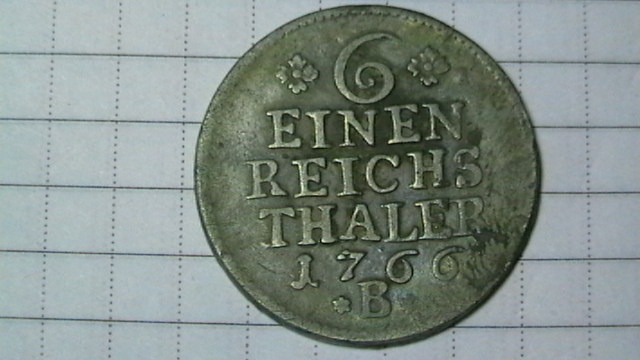 6
EINEN
REICHS
THALER
1766
B